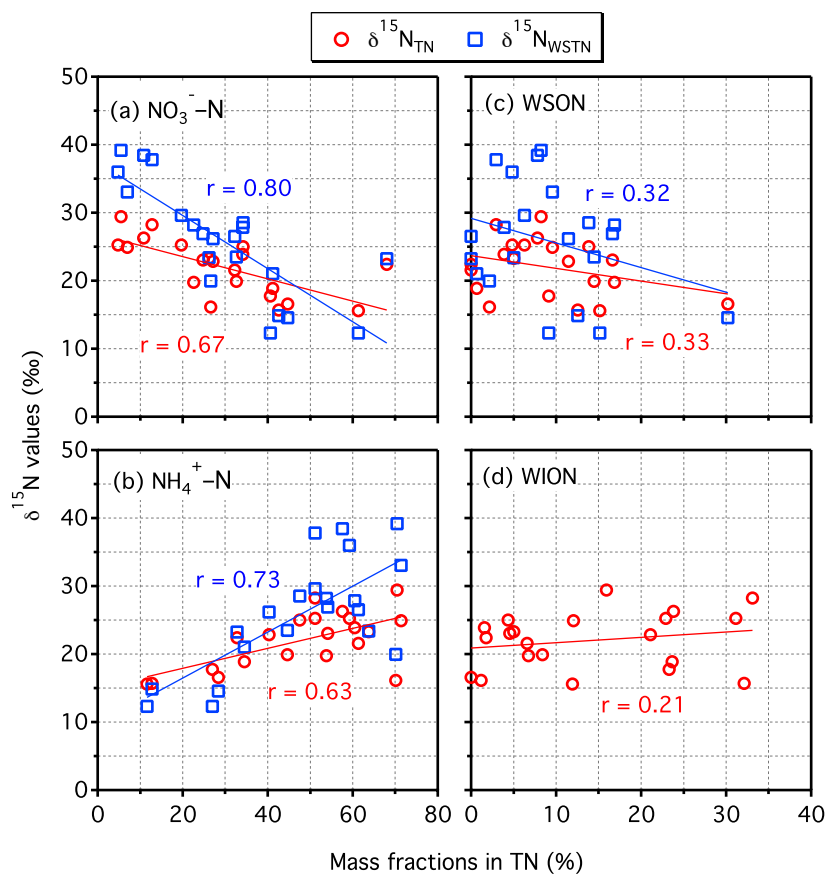 δ¹⁵N_TN δ¹⁵N_WSTN
50
40
30
20
10
0
(a) NO₃⁻–N
r = 0.80
r = 0.67
(c) WSON
r = 0.32
r = 0.33
δ¹⁵N values (‰)
50
40
30
20
10
0
(b) NH₄⁺–N
r = 0.73
r = 0.63
(d) WION
r = 0.21
0 20 40 60 80 0 10 20 30 40
Mass fractions in TN (%)